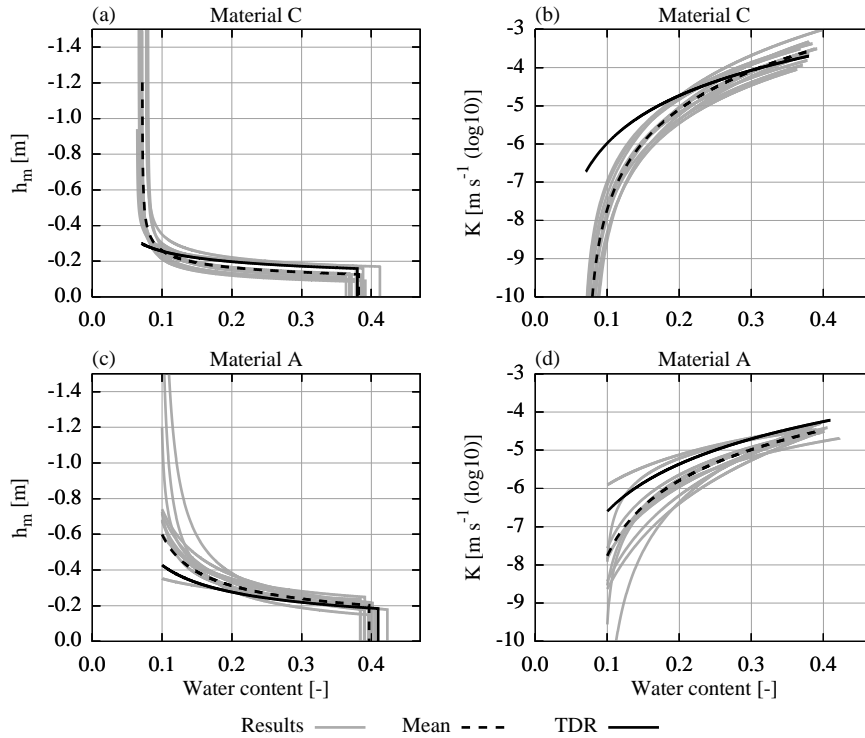 (a) Material C
(b) Material C
-1.4
-1.2
-1.0
-0.8
-0.6
-0.4
-0.2
0.0
h_m [m]
0.0 0.1 0.2 0.3 0.4
-3
-4
-5
-6
-7
-8
-9
-10
K [m s^-1 (log10)]
0.0 0.1 0.2 0.3 0.4
(c) Material A
(d) Material A
-1.4
-1.2
-1.0
-0.8
-0.6
-0.4
-0.2
0.0
h_m [m]
0.0 0.1 0.2 0.3 0.4
Water content [-]
-3
-4
-5
-6
-7
-8
-9
-10
K [m s^-1 (log10)]
0.0 0.1 0.2 0.3 0.4
Water content [-]
Results Mean TDR